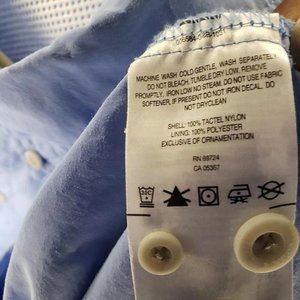 MACHINE WASH COLD GENTLE, WASH SEPARATELY
DO NOT BLEACH, TUMBLE DRY LOW, REMOVE
PROMPTLY, IRON LOW NO STEAM. DO NOT USE FABRIC
SOFTENER, IF PRESENT DO NOT IRON DECAL. DO
NOT DRYCLEAN
SHELL: 100% TACTEL NYLON
LINING: 100% POLYESTER
EXCLUSIVE OF ORNAMENTATION
RN 69724
CA 05367
30C